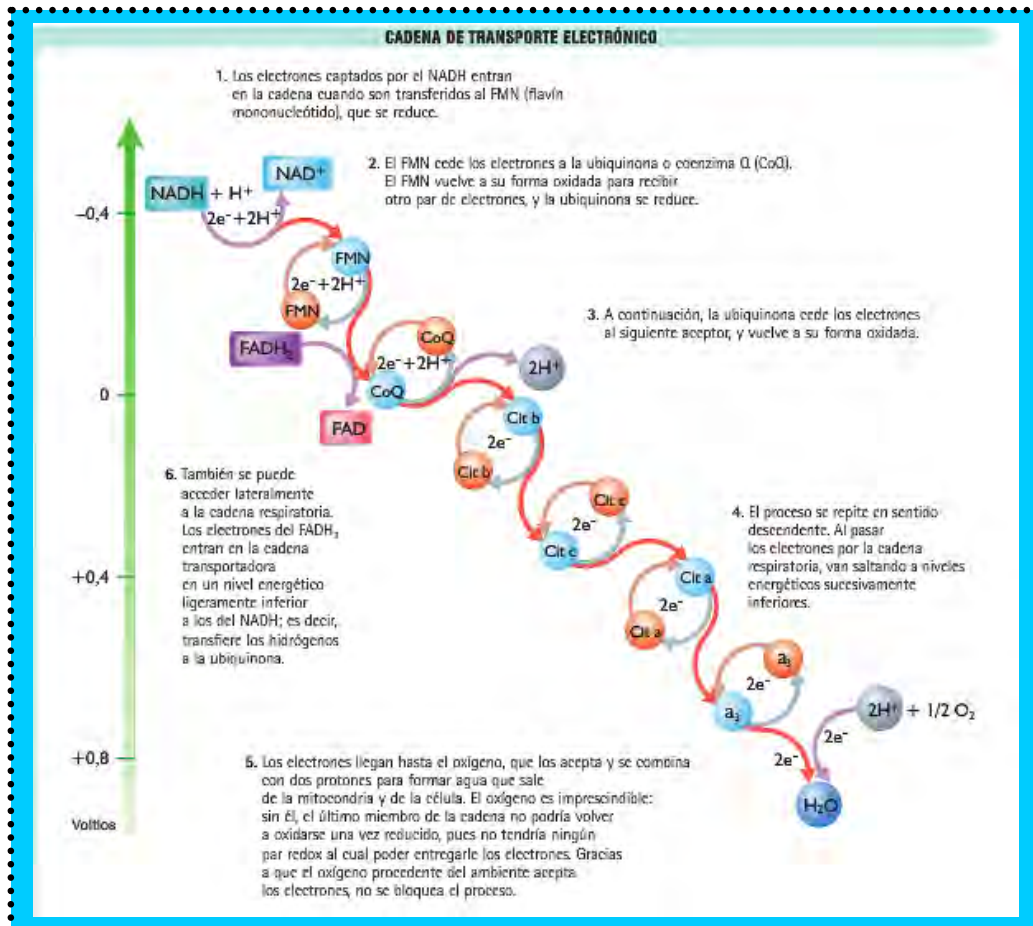 CADENA DE TRANSPORTE ELECTRÓNICO
1. Los electrones captados por el NADH entran
en la cadena cuando son transferidos al FMN (flavín
mononucleótido), que se reduce.
2. El FMN cede los electrones a la ubiquinona o coenzima Q (CoQ).
El FMN vuelve a su forma oxidada para recibir
otro par de electrones, y la ubiquinona se reduce.
NADH + H⁺
NAD⁺
2e⁻+2H⁺
−0,4
FMN
2e⁻+2H⁺
FMN
3. A continuación, la ubiquinona cede los electrones
al siguiente aceptor, y vuelve a su forma oxidada.
FADH₂
CoQ
2e⁻+2H⁺
2H⁺
0
CoQ
FAD
Cit b
2e⁻
Cit b
6. También se puede
acceder lateralmente
a la cadena respiratoria.
Los electrones del FADH₂
entran en la cadena
transportadora
en un nivel energético
ligeramente inferior
a los del NADH; es decir,
transfiere los hidrógenos
a la ubiquinona.
Cit c
2e⁻
Cit c
4. El proceso se repite en sentido
descendente. Al pasar
los electrones por la cadena
respiratoria, van saltando a niveles
energéticos sucesivamente
inferiores.
+0,4
Cit a
2e⁻
Cit a
a₃
2e⁻
a₃
2H⁺ + 1/2 O₂
2e⁻
2e⁻
H₂O
+0,8
Voltios
5. Los electrones llegan hasta el oxígeno, que los acepta y se combina
con dos protones para formar agua que sale
de la mitocondria y de la célula. El oxígeno es imprescindible:
sin él, el último miembro de la cadena no podría volver
a oxidarse una vez reducido, pues no tendría ningún
par redox al cual poder entregarle los electrones. Gracias
a que el oxígeno procedente del ambiente acepta
los electrones, no se bloquea el proceso.